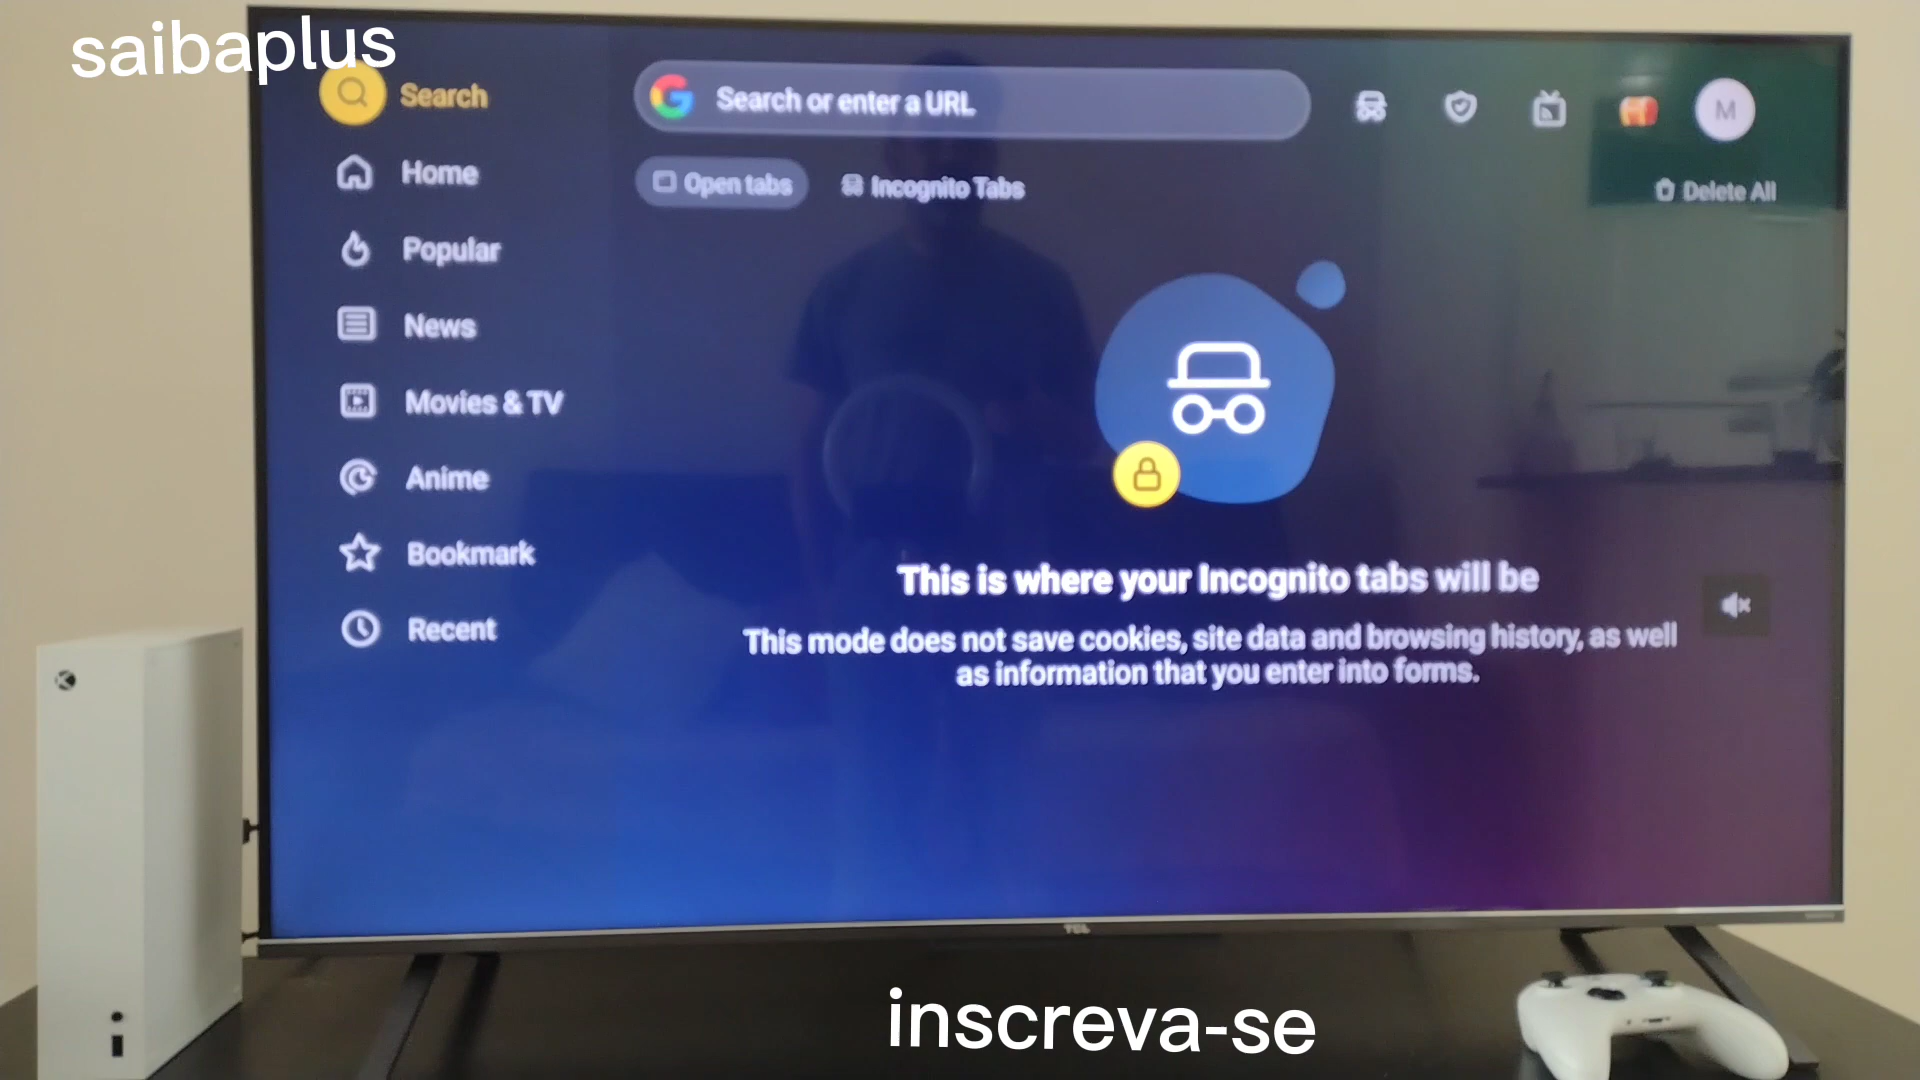 saibaplus
Search
Search or enter a URL
M
Home
Open tabs
Incognito Tabs
Delete All
Popular
News
Movies & TV
Anime
Bookmark
Recent
This is where your Incognito tabs will be
This mode does not save cookies, site data and browsing history, as well
as information that you enter into forms.
TCL
inscreva-se